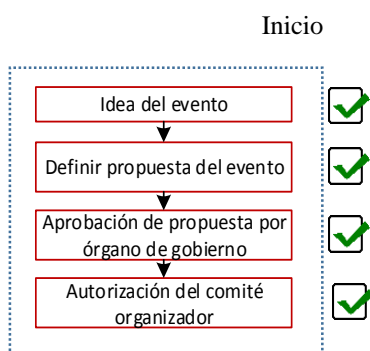 Inicio
Idea del evento
Definir propuesta del evento
Aprobación de propuesta por
órgano de gobierno
Autorización del comité
organizador